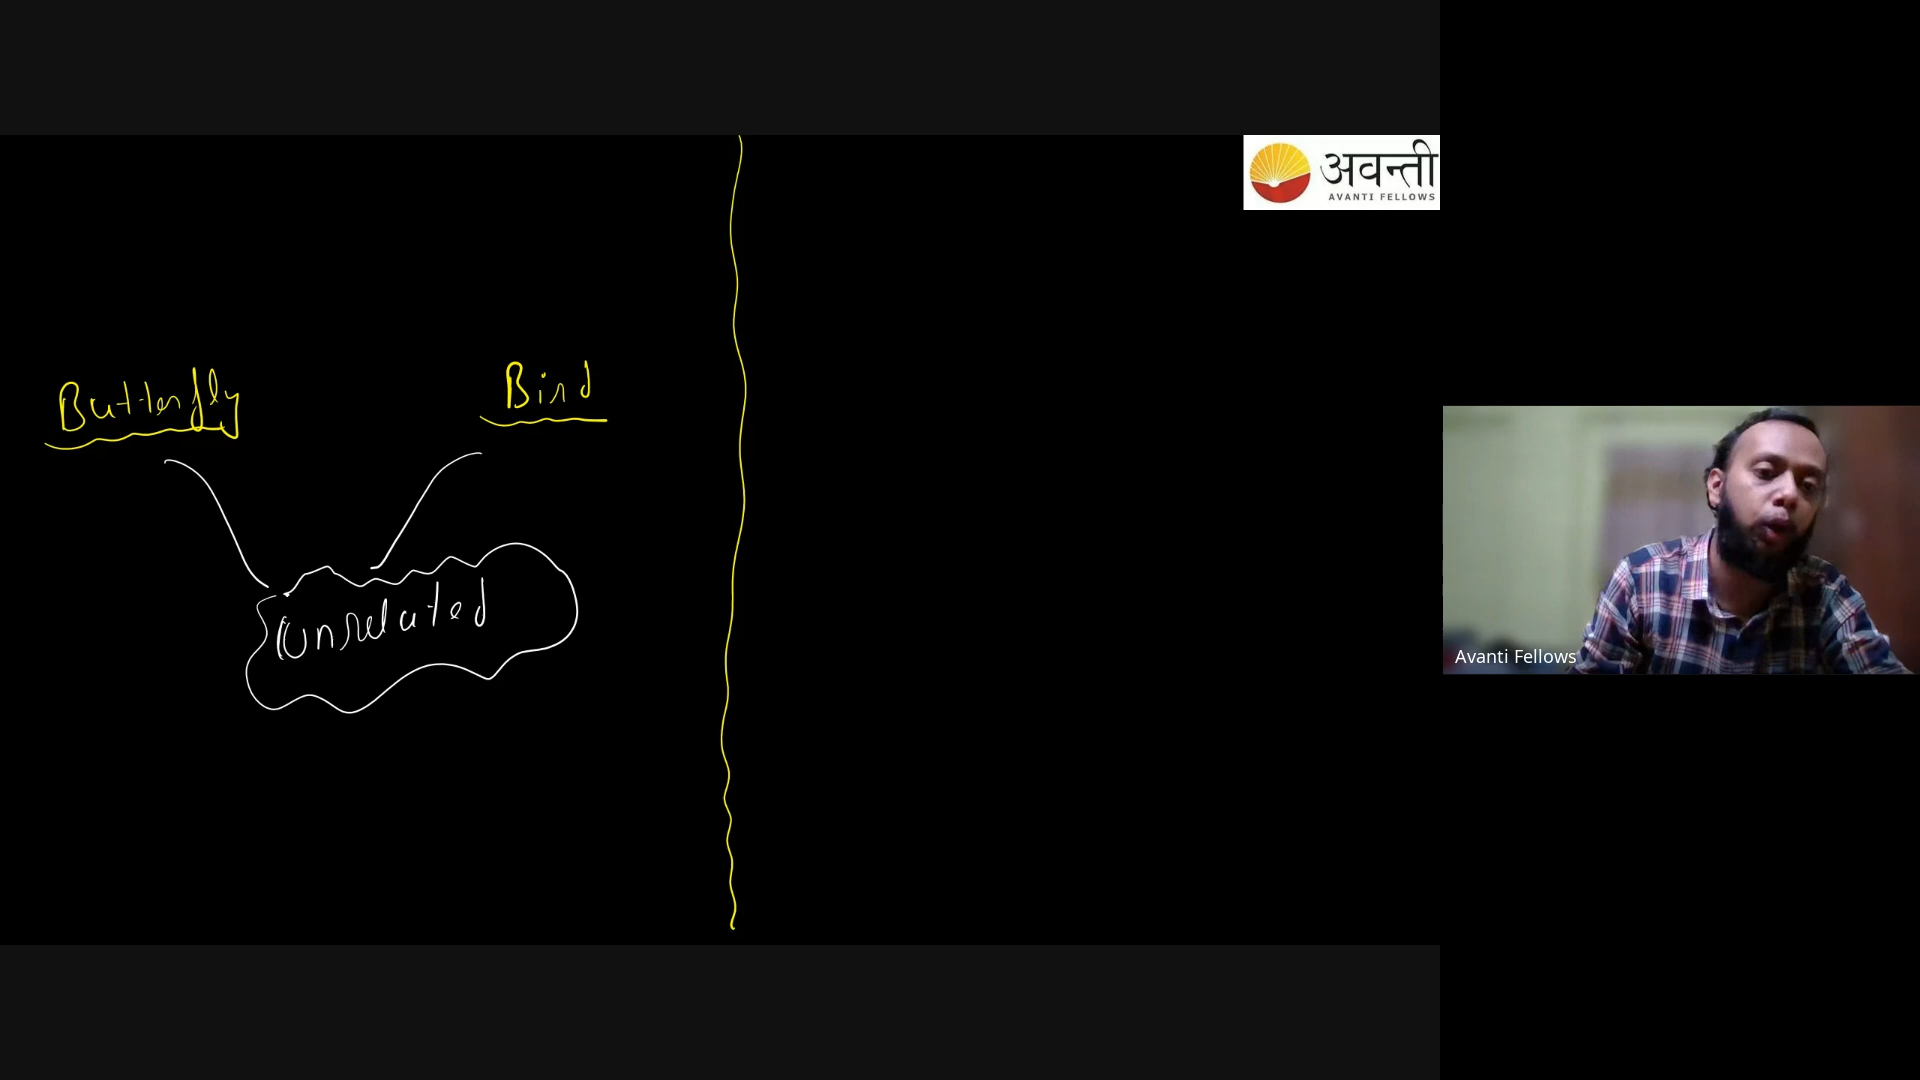 अवन्ती
AVANTI FELLOWS
Butterfly
Bird
unrelated
Avanti Fellows